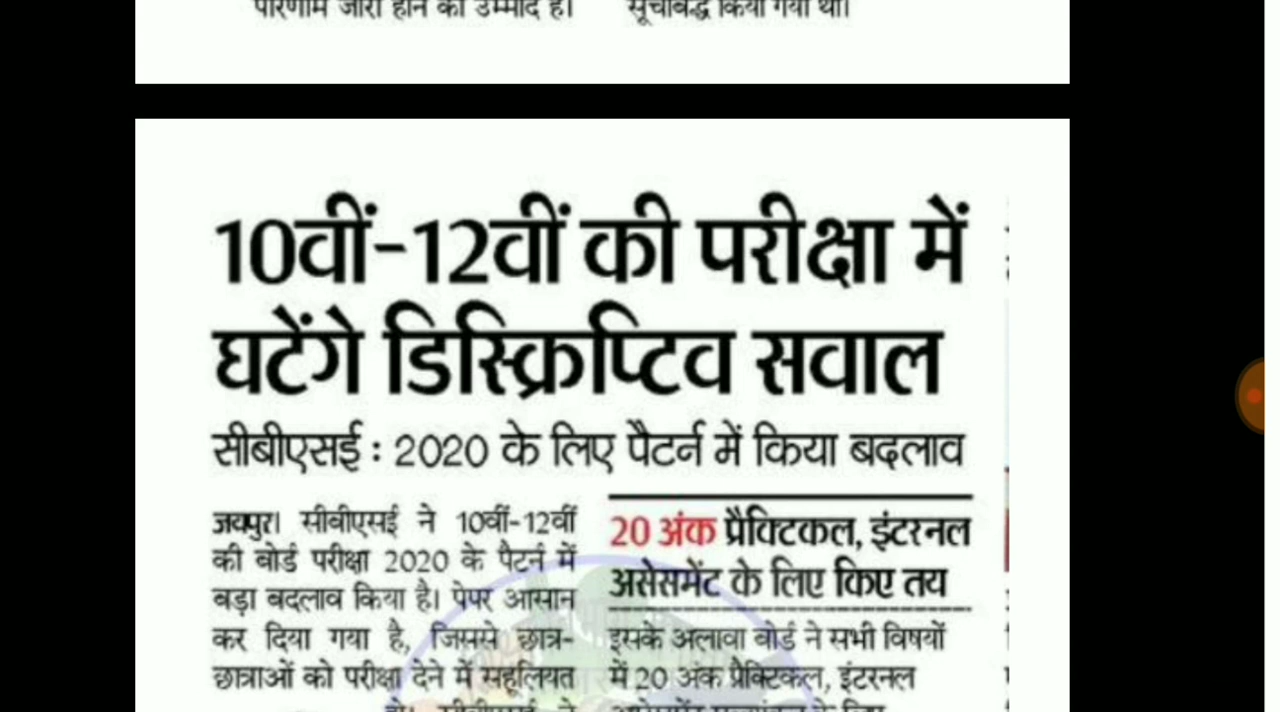 परिणाम जारी होने की उम्मीद है।
सूचीबद्ध किया गया था।
10वीं-12वीं की परीक्षा में
घटेंगे डिस्क्रिप्टिव सवाल
सीबीएसई : 2020 के लिए पैटर्न में किया बदलाव
जयपुर। सीबीएसई ने 10वीं-12वीं
की बोर्ड परीक्षा 2020 के पैटर्न में
बड़ा बदलाव किया है। पेपर आसान
कर दिया गया है, जिससे छात्र-
छात्राओं को परीक्षा देने में सहूलियत
20 अंक प्रैक्टिकल, इंटरनल
असेसमेंट के लिए किए तय
इसके अलावा बोर्ड ने सभी विषयों
में 20 अंक प्रैक्टिकल, इंटरनल